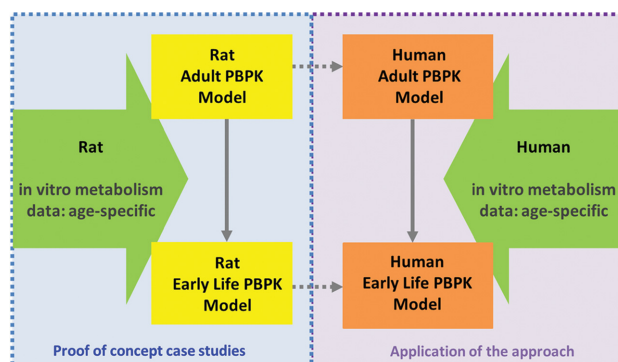 Rat
Adult PBPK
Model
Human
Adult PBPK
Model
Rat
in vitro metabolism
data: age-specific
Human
in vitro metabolism
data: age-specific
Rat
Early Life PBPK
Model
Human
Early Life PBPK
Model
Proof of concept case studies
Application of the approach